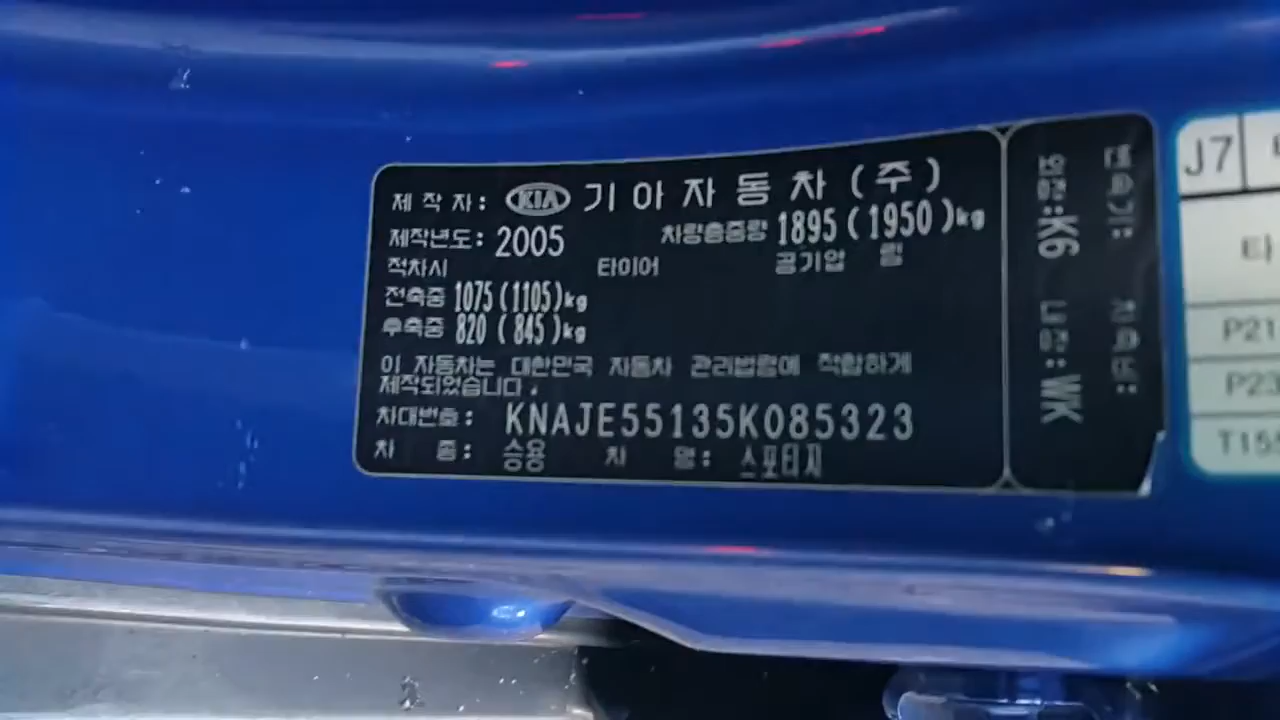 제작자: KIA 기아자동차(주)
제작년도: 2005 차량총중량 1895 (1950)kg
적차시 타이어 공기압 림
전축중 1075 (1105)kg
후축중 820 (845)kg
이 자동차는 대한민국 자동차 관리법령에 적합하게
제작되었습니다.
차대번호: KNAJE55135K085323
차 종: 승용 차 명: 스포티지
변속기:
외장:K6 내장:WK
J7
타
P21
P23
T155